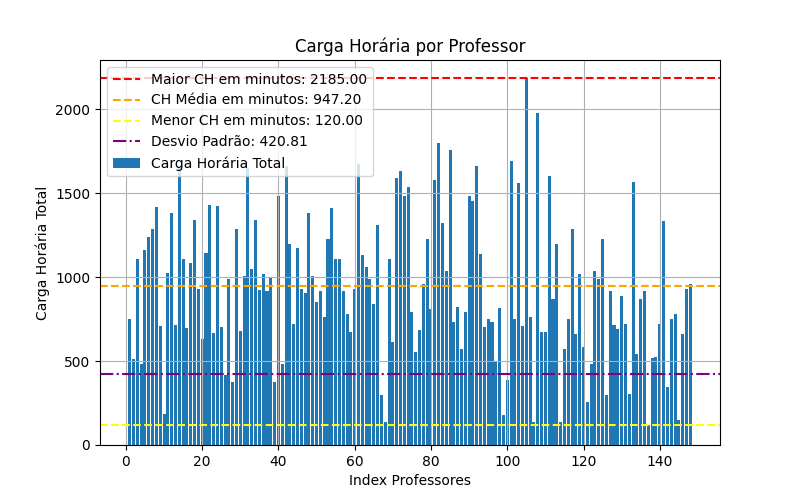 Carga Horária por Professor
Maior CH em minutos: 2185.00
CH Média em minutos: 947.20
Menor CH em minutos: 120.00
Desvio Padrão: 420.81
Carga Horária Total
Carga Horária Total
2000
1500
1000
500
0
0 20 40 60 80 100 120 140
Index Professores